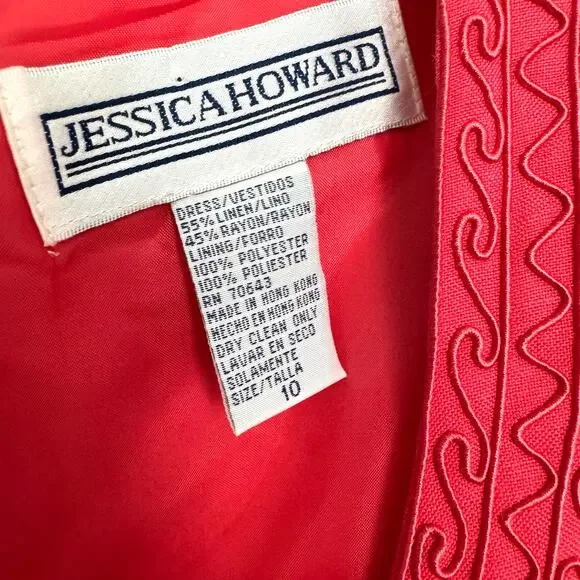 JESSICA HOWARD
DRESS/VESTIDOS
55% LINEN/LINO
45% RAYON/RAYON
LINING/FORRO
100% POLYESTER
100% POLIESTER
RN 70643
MADE IN HONG KONG
HECHO EN HONG KONG
DRY CLEAN ONLY
LAVAR EN SECO
SOLAMENTE
SIZE/TALLA
10